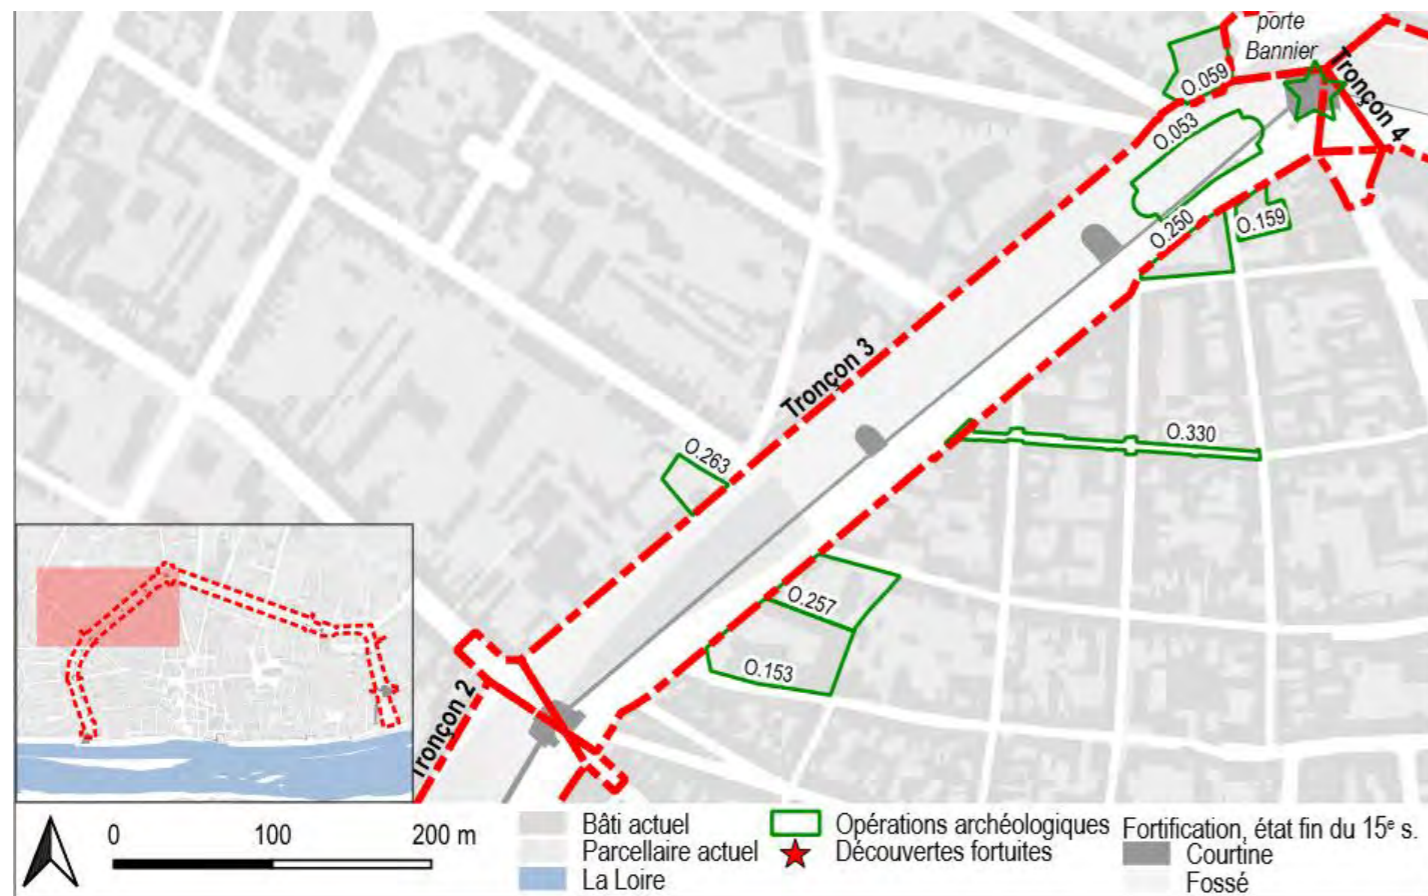 porte
Bannier
Tronçon 4
O.059
O.053
O.250
O.159
Tronçon 3
O.330
O.263
O.257
O.153
Tronçon 2
0 100 200 m
Bâti actuel
Parcellaire actuel
La Loire
Opérations archéologiques
Découvertes fortuites
Fortification, état fin du 15e s.
Courtine
Fossé